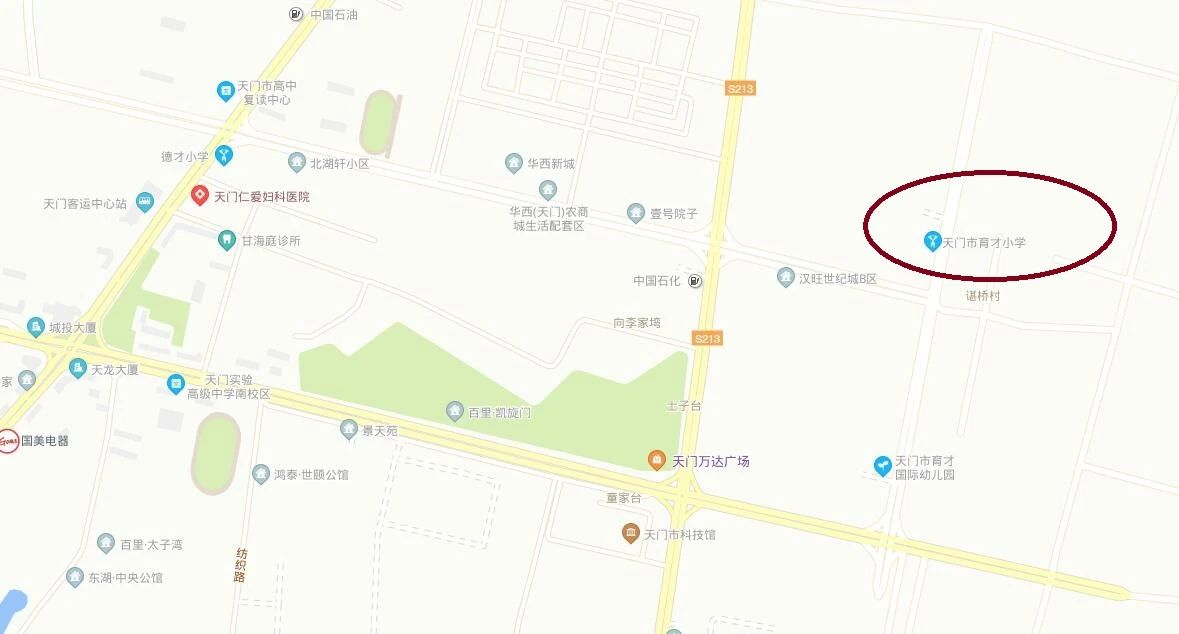 中国石油
天门市高中
复读中心
S213
德才小学
北湖轩小区
华西新城
天门仁爱妇科医院
天门客运中心站
华西(天门)农商
城生活配套区
壹号院子
甘海庭诊所
天门市育才小学
中国石化
汉旺世纪城B区
谌桥村
城投大厦
向李家塆
S213
天龙大厦
家
天门实验
高级中学南校区
百里·凯旋门
土子台
景天苑
国美电器
Gome
天门万达广场
天门市育才
国际幼儿园
鸿泰·世颐公馆
童家台
天门市科技馆
百里·太子湾
纺织路
东湖·中央公馆